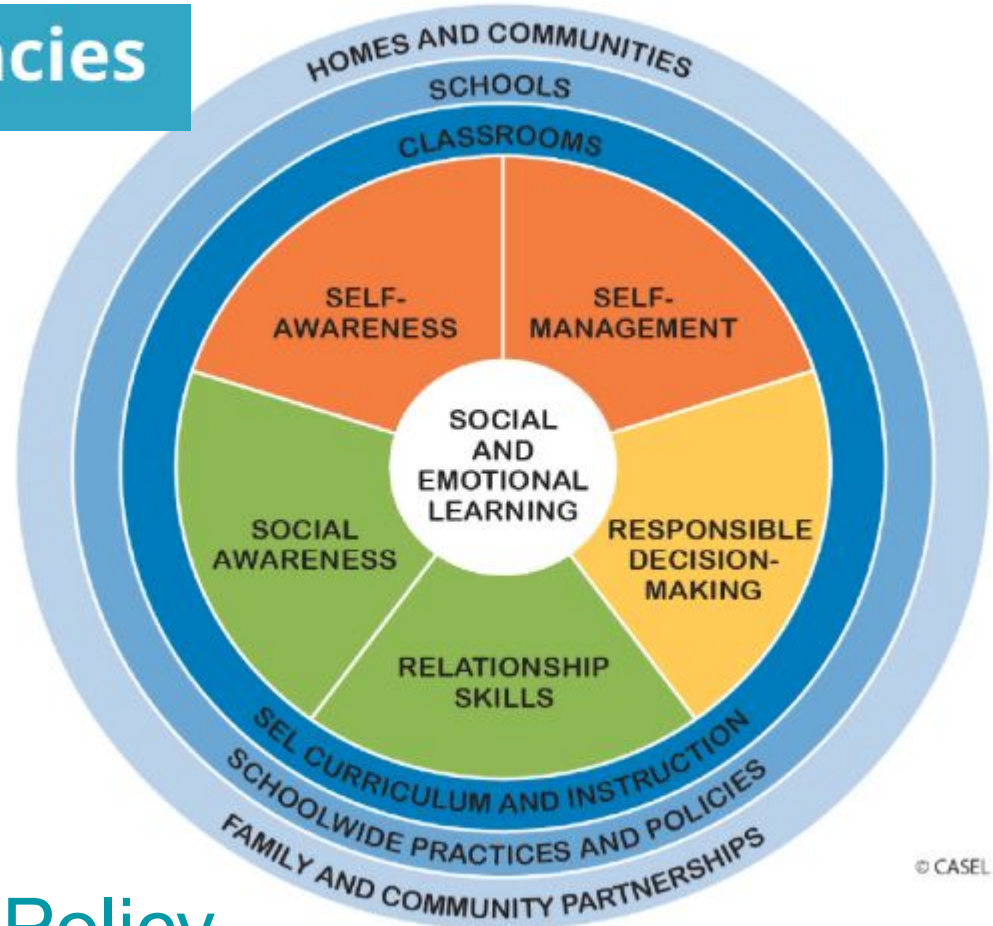 HOMES AND COMMUNITIES
SCHOOLS
CLASSROOMS
SELF-
AWARENESS
SELF-
MANAGEMENT
SOCIAL
AND
EMOTIONAL
LEARNING
SOCIAL
AWARENESS
RESPONSIBLE
DECISION-
MAKING
RELATIONSHIP
SKILLS
SEL CURRICULUM AND INSTRUCTION
SCHOOLWIDE PRACTICES AND POLICIES
FAMILY AND COMMUNITY PARTNERSHIPS
© CASEL
Policy